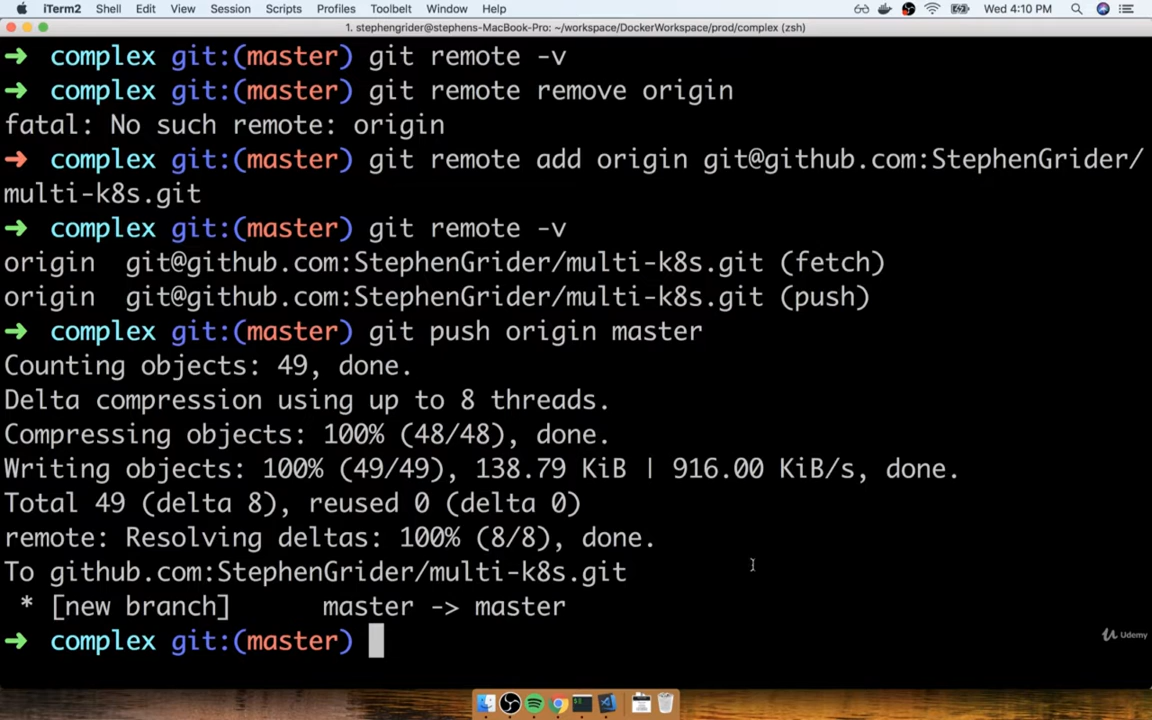 iTerm2 Shell Edit View Session Scripts Profiles Toolbelt Window Help Wed 4:10 PM
1. stephengrider@stephens-MacBook-Pro: ~/workspace/DockerWorkspace/prod/complex (zsh)
➜ complex git:(master) git remote -v
➜ complex git:(master) git remote remove origin
fatal: No such remote: origin
➜ complex git:(master) git remote add origin git@github.com:StephenGrider/
multi-k8s.git
➜ complex git:(master) git remote -v
origin git@github.com:StephenGrider/multi-k8s.git (fetch)
origin git@github.com:StephenGrider/multi-k8s.git (push)
➜ complex git:(master) git push origin master
Counting objects: 49, done.
Delta compression using up to 8 threads.
Compressing objects: 100% (48/48), done.
Writing objects: 100% (49/49), 138.79 KiB | 916.00 KiB/s, done.
Total 49 (delta 8), reused 0 (delta 0)
remote: Resolving deltas: 100% (8/8), done.
To github.com:StephenGrider/multi-k8s.git
* [new branch] master -> master
➜ complex git:(master)
Udemy